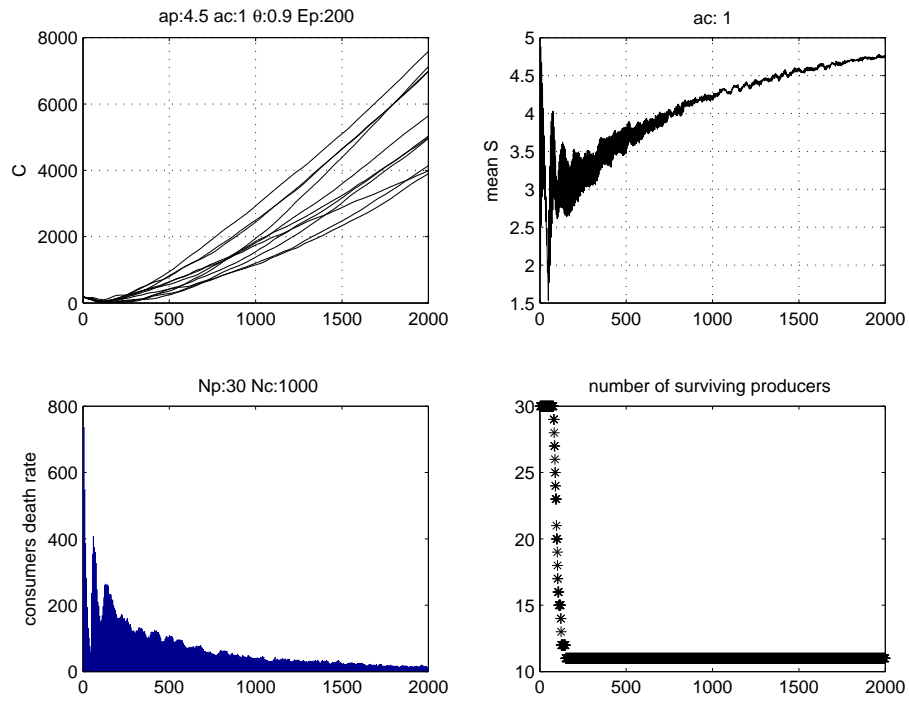 ap:4.5 ac:1 θ:0.9 Ep:200
C
8000
6000
4000
2000
0
0 500 1000 1500 2000
ac: 1
mean S
5
4.5
4
3.5
3
2.5
2
1.5
0 500 1000 1500 2000
Np:30 Nc:1000
consumers death rate
800
600
400
200
0
0 500 1000 1500 2000
number of surviving producers
30
25
20
15
10
0 500 1000 1500 2000